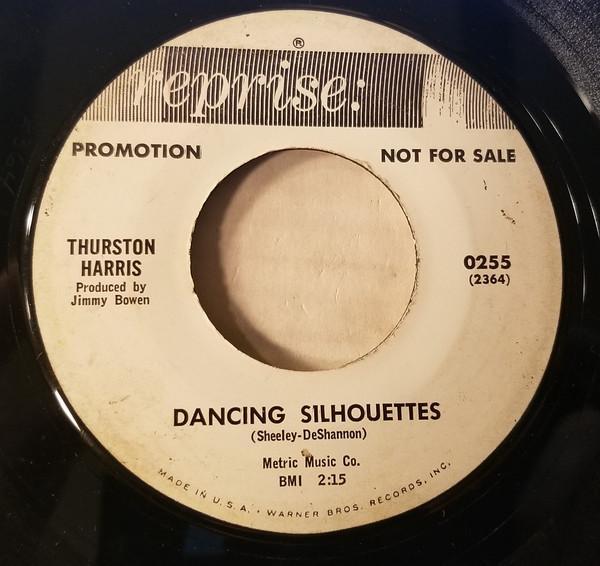 ®
reprise:
PROMOTION
NOT FOR SALE
THURSTON
HARRIS
Produced by
Jimmy Bowen
0255
(2364)
DANCING SILHOUETTES
(Sheeley-DeShannon)
Metric Music Co.
BMI 2:15
MADE IN U.S.A. • WARNER BROS. RECORDS, INC.